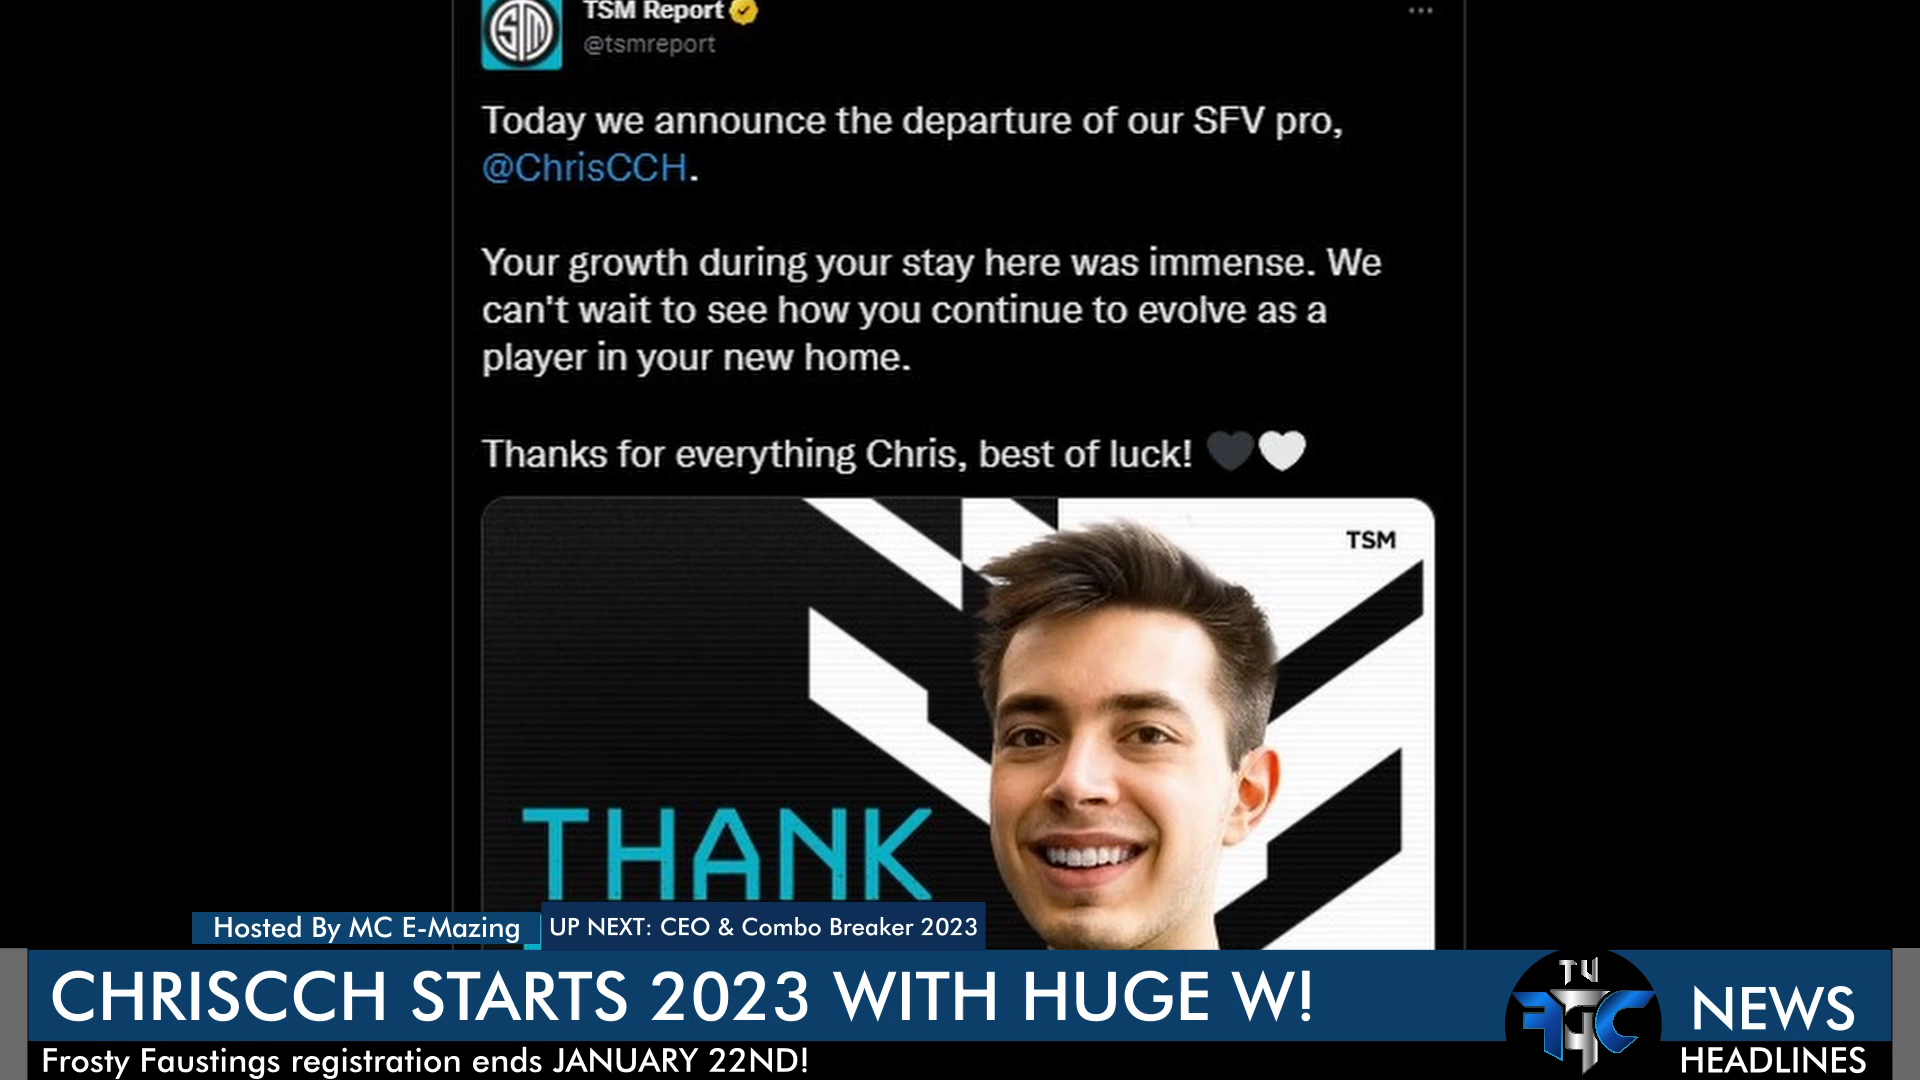 TSM Report
@tsmreport
Today we announce the departure of our SFV pro,
@ChrisCCH.
Your growth during your stay here was immense. We
can't wait to see how you continue to evolve as a
player in your new home.
Thanks for everything Chris, best of luck! 🖤🤍
TSM
THANK
Hosted By MC E-Mazing
UP NEXT: CEO & Combo Breaker 2023
CHRISCCH STARTS 2023 WITH HUGE W!
TV
FGC
NEWS
HEADLINES
Frosty Faustings registration ends JANUARY 22ND!